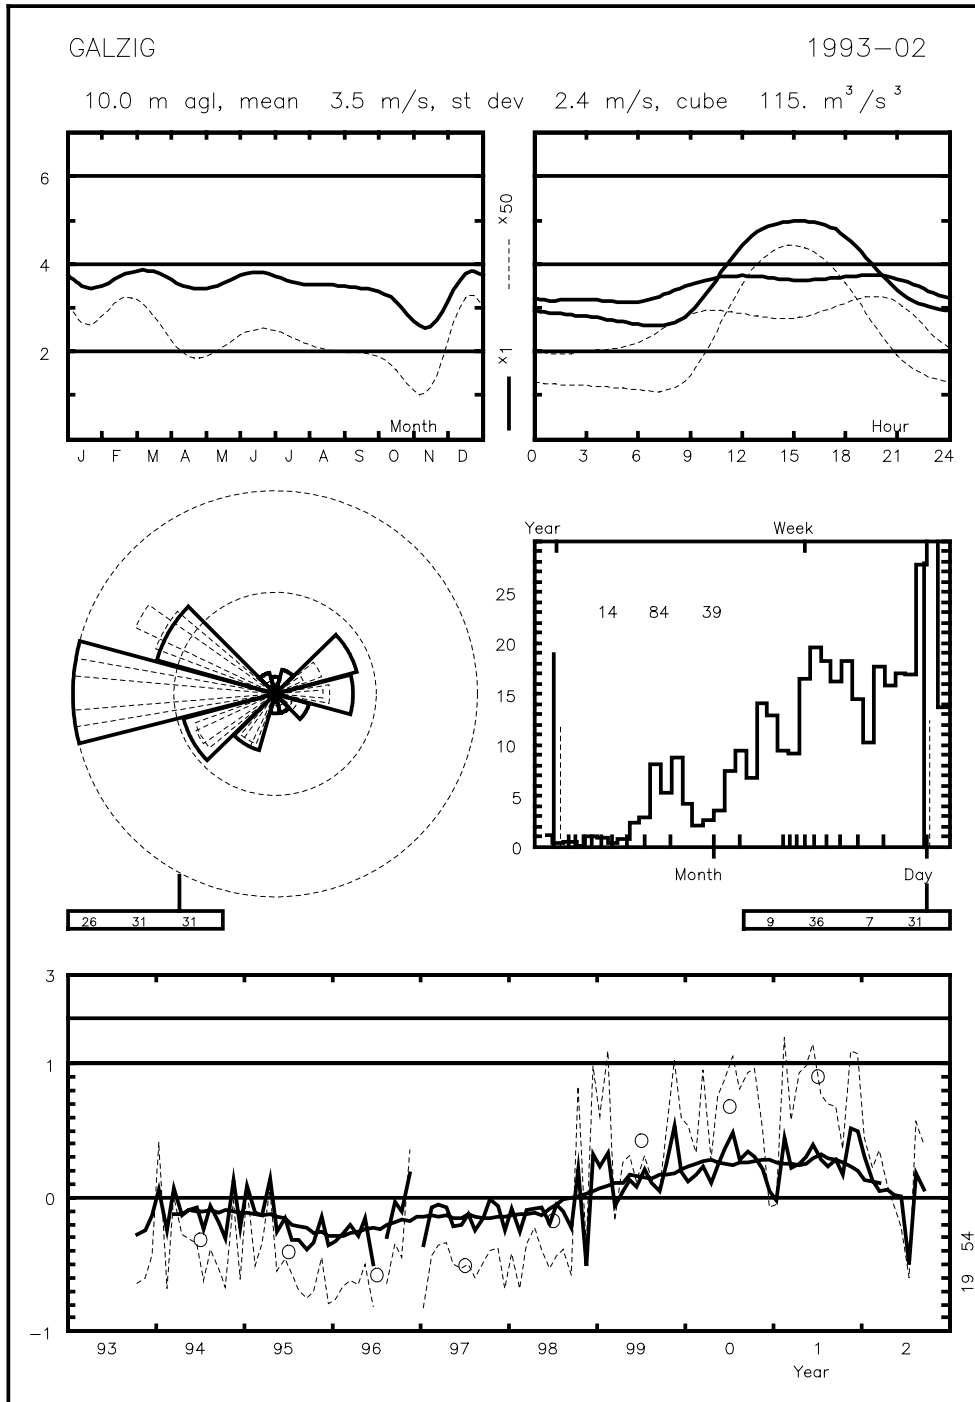 GALZIG 1993-02
10.0 m agl, mean 3.5 m/s, st dev 2.4 m/s, cube 115. m³/s³
6
4
2
Month
J F M A M J J A S O N D
x1 x50
Hour
0 3 6 9 12 15 18 21 24
Year Week
25
20
15
10
5
0
14 84 39
Month Day
26 31 31
9 36 7 31
3
1
0
-1
93 94 95 96 97 98 99 0 1 2
Year
19 54